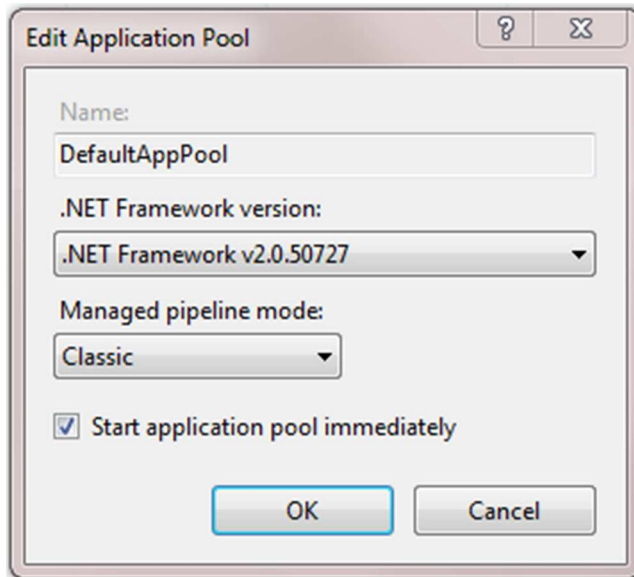 Edit Application Pool
Name:
DefaultAppPool
.NET Framework version:
.NET Framework v2.0.50727
Managed pipeline mode:
Classic
Start application pool immediately
OK Cancel